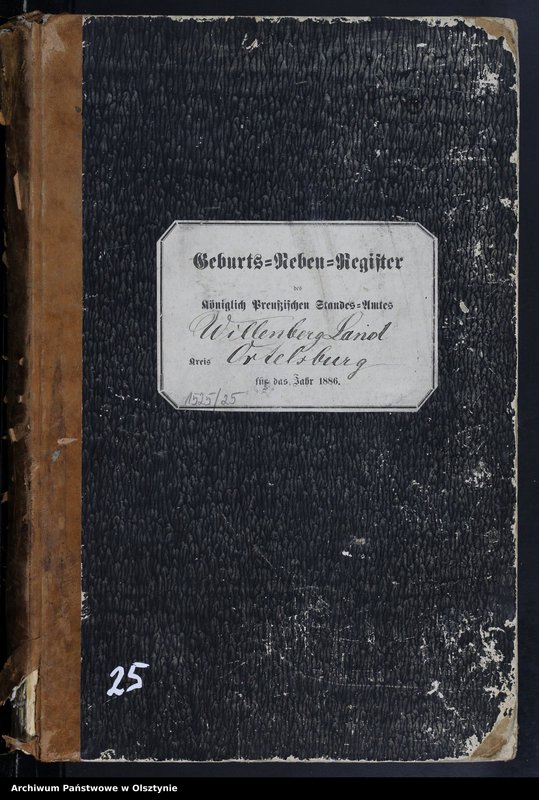 Geburts=Neben=Register
des
Königlich Preußischen Standes=Amtes
Willenberg Land
Kreis Ortelsburg
für das Jahr 1886.
1525/25
25
Archiwum Państwowe w Olsztynie